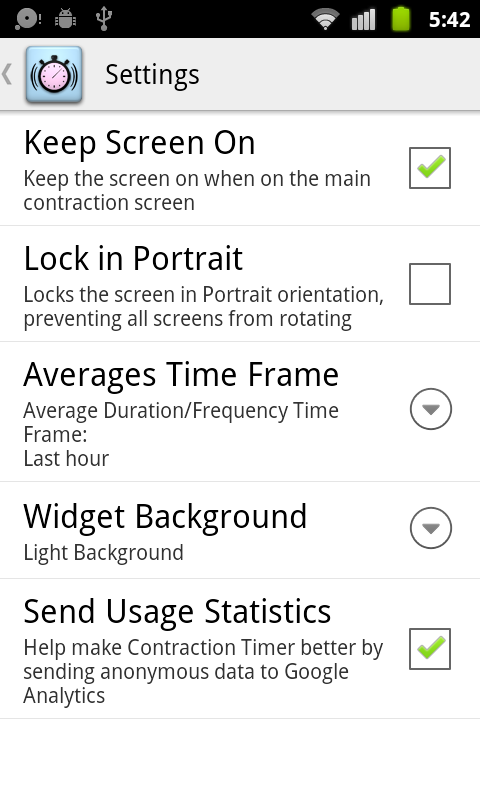 5:42
Settings
Keep Screen On
Keep the screen on when on the main
contraction screen
Lock in Portrait
Locks the screen in Portrait orientation,
preventing all screens from rotating
Averages Time Frame
Average Duration/Frequency Time
Frame:
Last hour
Widget Background
Light Background
Send Usage Statistics
Help make Contraction Timer better by
sending anonymous data to Google
Analytics